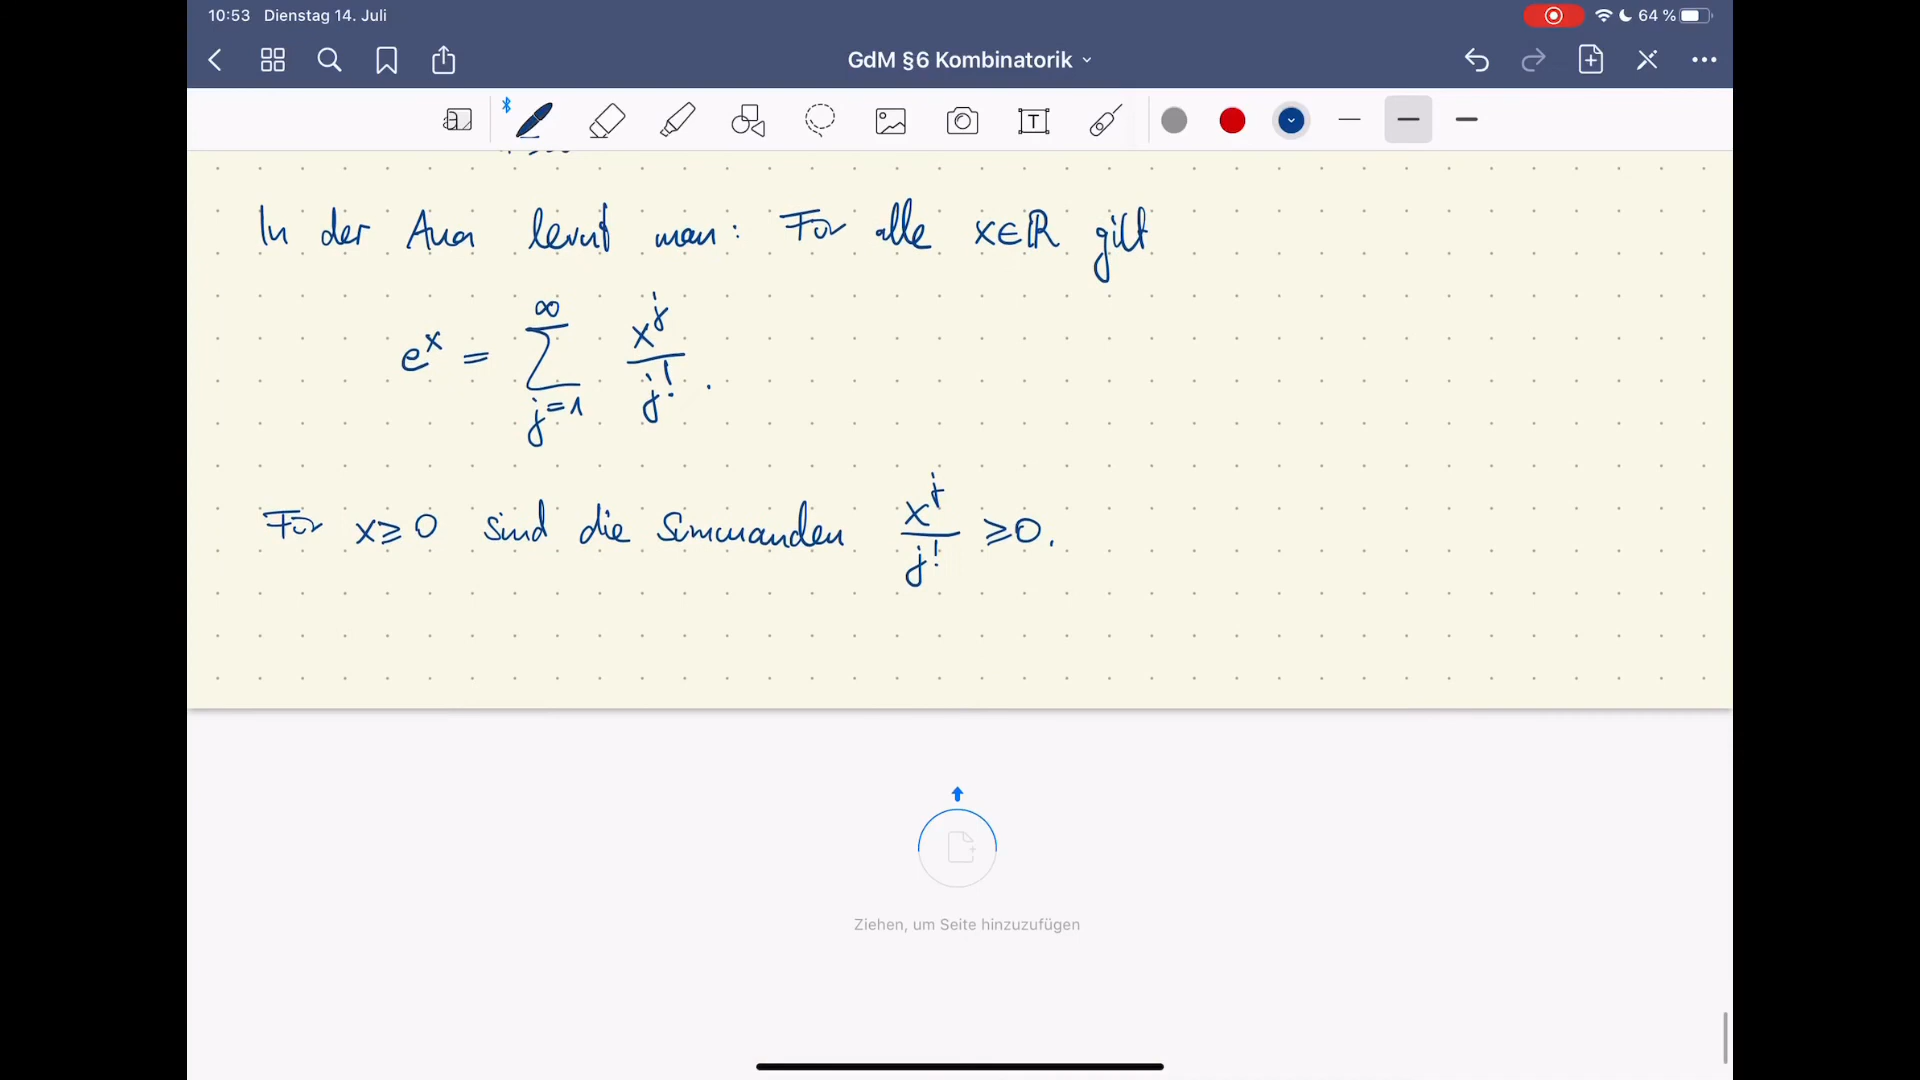 10:53 Dienstag 14. Juli 64 %
GdM §6 Kombinatorik
In der Ana lernt man: Für alle x∈ℝ gilt
e^x = ∑_{j=1}^{∞} x^j / j! .
Für x ≥ 0 sind die Summanden x^j / j! ≥ 0.
Ziehen, um Seite hinzuzufügen